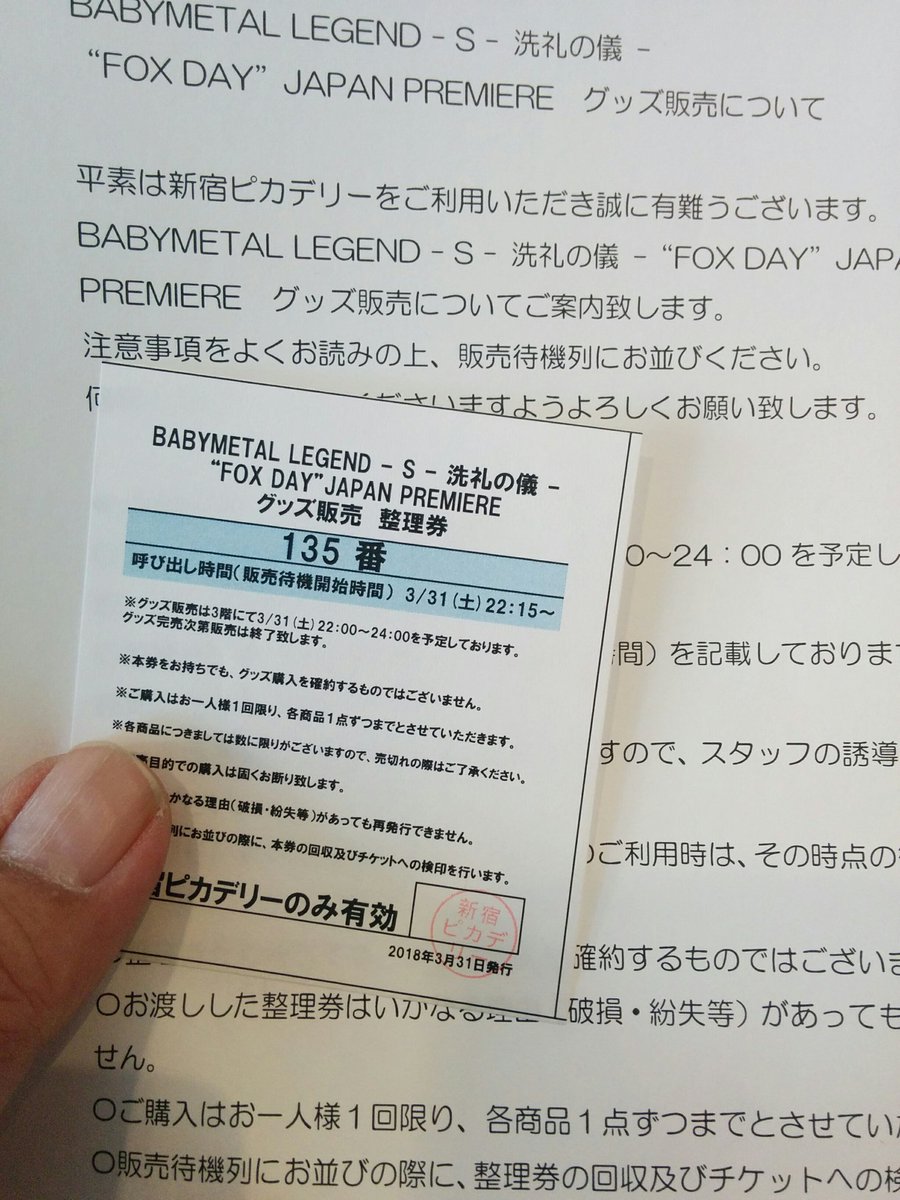 BABYMETAL LEGEND - S - 洗礼の儀 -
“FOX DAY” JAPAN PREMIERE グッズ販売について
平素は新宿ピカデリーをご利用いただき誠に有難うございます。
BABYMETAL LEGEND - S - 洗礼の儀 - “FOX DAY” JAPA
PREMIERE グッズ販売についてご案内致します。
注意事項をよくお読みの上、販売待機列にお並びください。
何 くださいますようよろしくお願い致します。
BABYMETAL LEGEND - S - 洗礼の儀 -
“FOX DAY”JAPAN PREMIERE
グッズ販売 整理券
135 番
呼び出し時間(販売待機開始時間) 3/31(土)22:15～
※グッズ販売は3階にて3/31(土)22:00～24:00を予定しております。
グッズ完売次第販売は終了致します。
※本券をお持ちでも、グッズ購入を確約するものではございません。
※ご購入はお一人様1回限り、各商品1点ずつまでとさせていただきます。
※各商品につきましては数に限りがございますので、売切れの際はご了承ください。
売目的での購入は固くお断り致します。
かなる理由(破損・紛失等)があっても再発行できません。
列にお並びの際に、本券の回収及びチケットへの検印を行います。
宿ピカデリーのみ有効
新宿
ピカデ
2018年3月31日発行
0～24：00を予定し
間）を記載しておりま
すので、スタッフの誘導
のご利用時は、その時点の
確約するものではござい
〇お渡しした整理券はいかなる理由 破損・紛失等）があっても
せん。
〇ご購入はお一人様１回限り、各商品１点ずつまでとさせてい
〇販売待機列にお並びの際に、整理券の回収及びチケットへの検